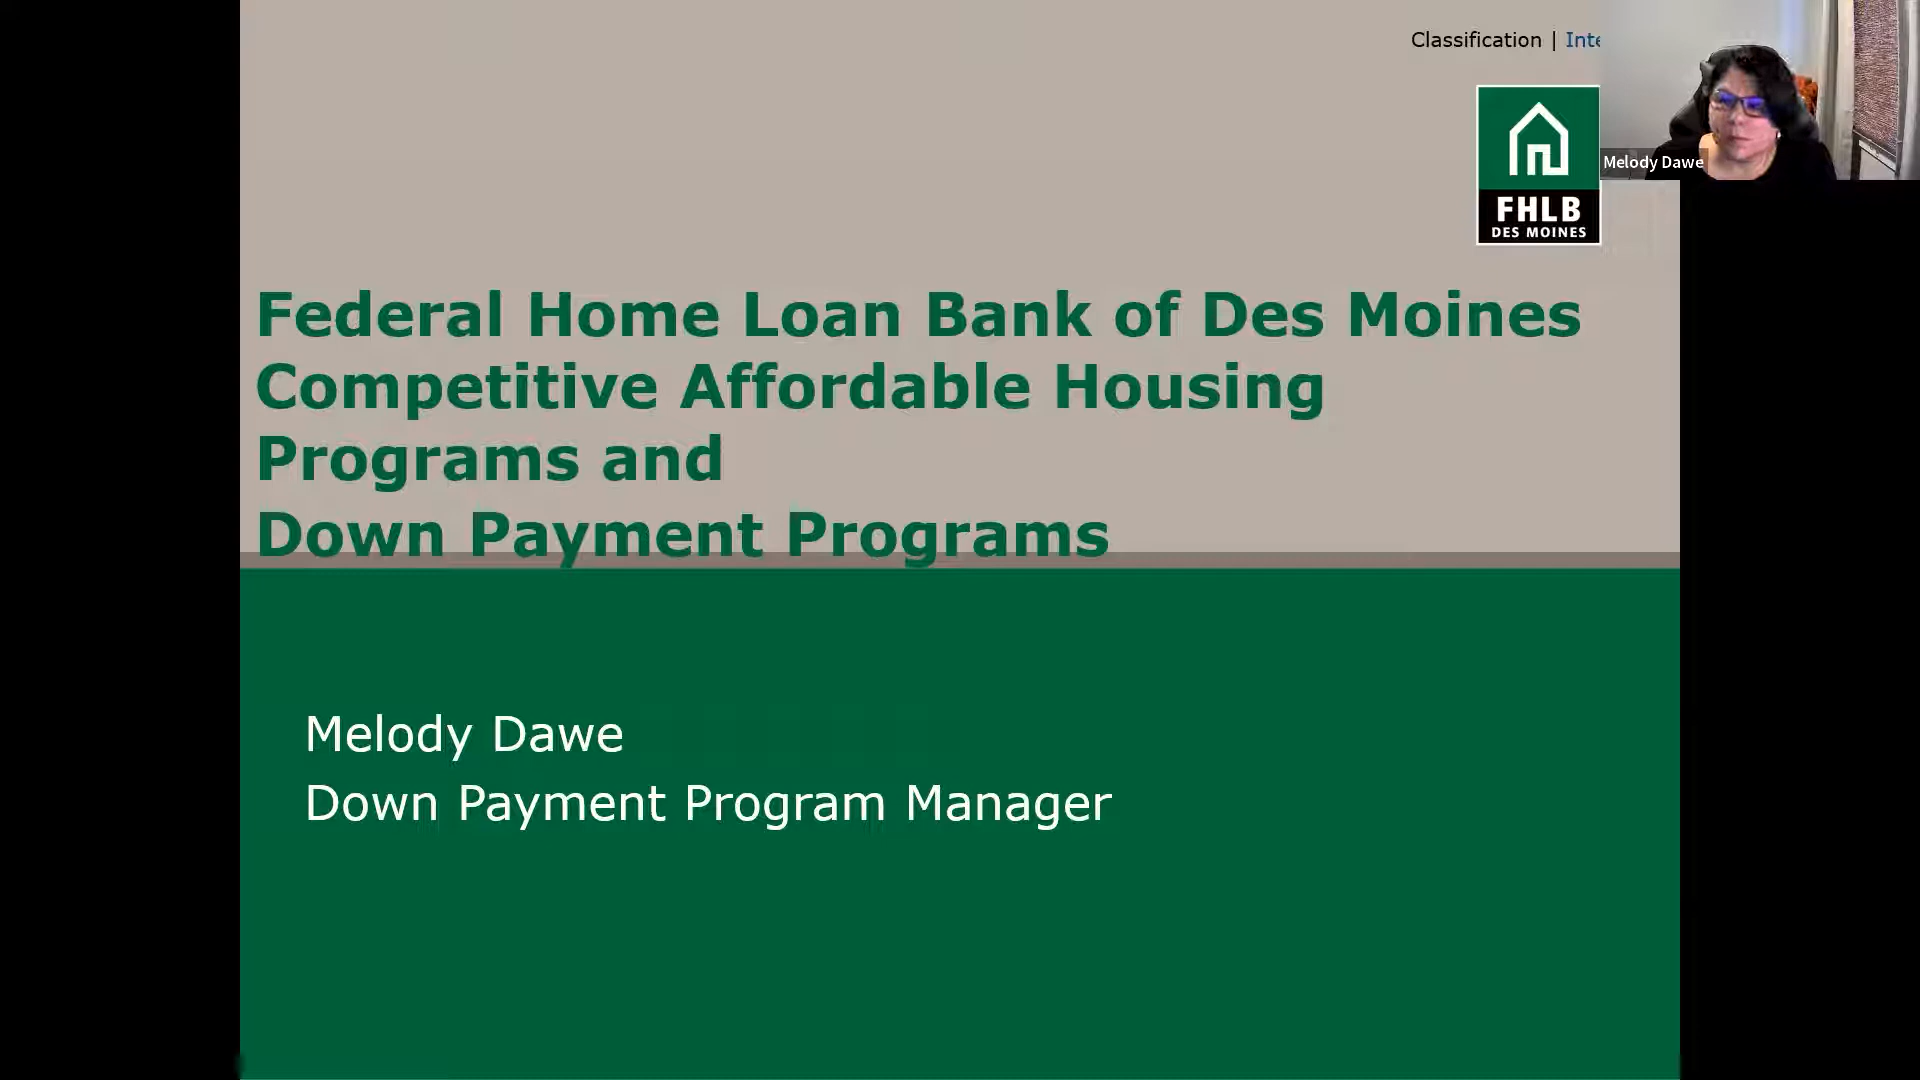 Classification |
Melody Dawe
FHLB
DES MOINES
Federal Home Loan Bank of Des Moines
Competitive Affordable Housing
Programs and
Down Payment Programs
Melody Dawe
Down Payment Program Manager